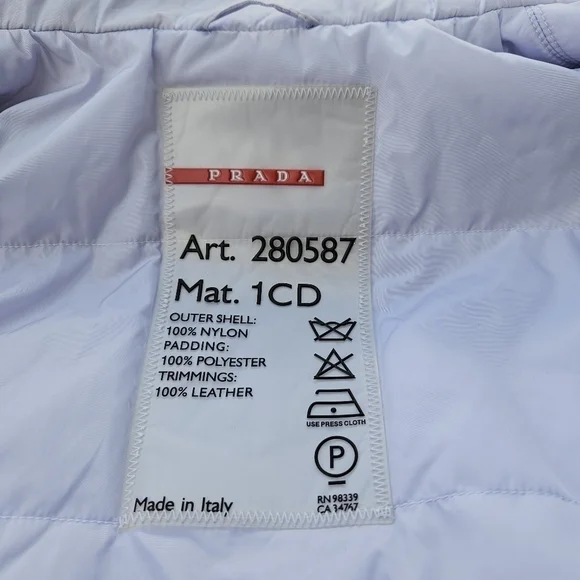 PRADA
Art. 280587
Mat. 1CD
OUTER SHELL:
100% NYLON
PADDING:
100% POLYESTER
TRIMMINGS:
100% LEATHER
USE PRESS CLOTH
P
Made in Italy
RN 98339
CA 34767